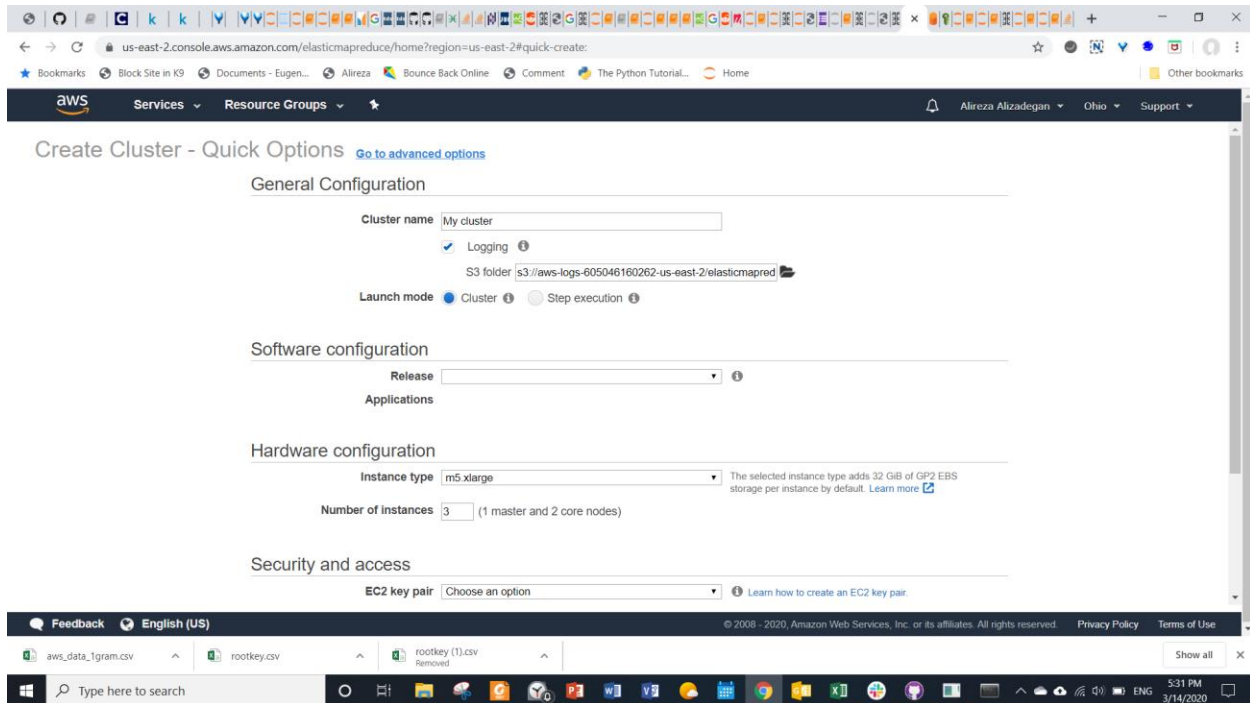 us-east-2.console.aws.amazon.com/elasticmapreduce/home?region=us-east-2#quick-create:
Bookmarks Block Site in K9 Documents - Eugen... Alireza Bounce Back Online Comment The Python Tutorial... Home Other bookmarks
aws Services Resource Groups Alireza Alizadegan Ohio Support
Create Cluster - Quick Options Go to advanced options
General Configuration
Cluster name My cluster
Logging
S3 folder s3://aws-logs-605046160262-us-east-2/elasticmapred
Launch mode Cluster Step execution
Software configuration
Release
Applications
Hardware configuration
Instance type m5.xlarge The selected instance type adds 32 GiB of GP2 EBS
storage per instance by default. Learn more
Number of instances 3 (1 master and 2 core nodes)
Security and access
EC2 key pair Choose an option Learn how to create an EC2 key pair.
Feedback English (US) © 2008 - 2020, Amazon Web Services, Inc. or its affiliates. All rights reserved. Privacy Policy Terms of Use
aws_data_1gram.csv rootkey.csv rootkey (1).csv Show all
Removed
Type here to search ENG 5:31 PM
3/14/2020